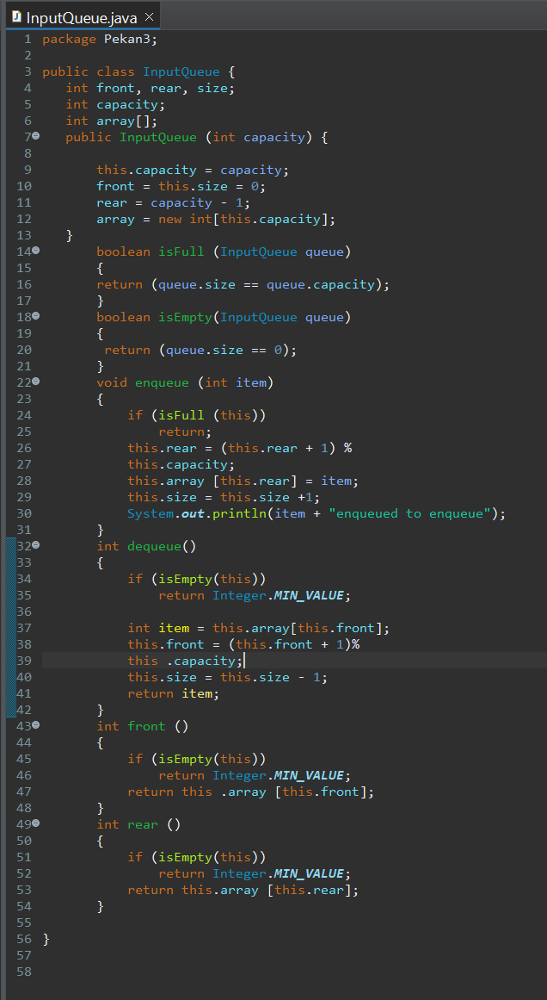 InputQueue.java ×
1 package Pekan3;
2
3 public class InputQueue {
4    int front, rear, size;
5    int capacity;
6    int array[];
7    public InputQueue (int capacity) {
8
9        this.capacity = capacity;
10        front = this.size = 0;
11        rear = capacity - 1;
12        array = new int[this.capacity];
13    }
14        boolean isFull (InputQueue queue)
15        {
16        return (queue.size == queue.capacity);
17        }
18        boolean isEmpty(InputQueue queue)
19        {
20         return (queue.size == 0);
21        }
22        void enqueue (int item)
23        {
24            if (isFull (this))
25                return;
26            this.rear = (this.rear + 1) %
27            this.capacity;
28            this.array [this.rear] = item;
29            this.size = this.size +1;
30            System.out.println(item + "enqueued to enqueue");
31        }
32        int dequeue()
33        {
34            if (isEmpty(this))
35                return Integer.MIN_VALUE;
36
37            int item = this.array[this.front];
38            this.front = (this.front + 1)%
39            this .capacity;
40            this.size = this.size - 1;
41            return item;
42        }
43        int front ()
44        {
45            if (isEmpty(this))
46                return Integer.MIN_VALUE;
47            return this .array [this.front];
48        }
49        int rear ()
50        {
51            if (isEmpty(this))
52                return Integer.MIN_VALUE;
53            return this.array [this.rear];
54        }
55
56 }
57
58